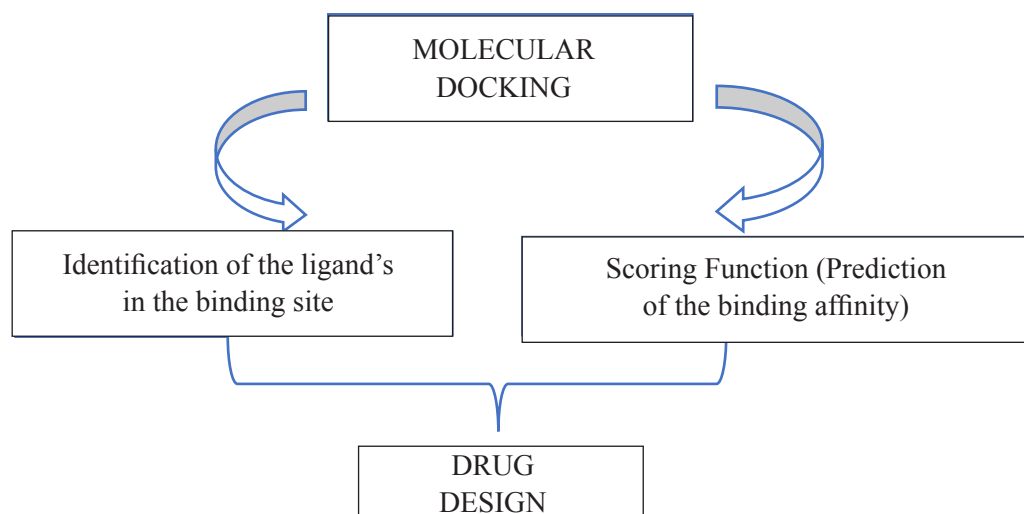 MOLECULAR
DOCKING
Identification of the ligand’s
in the binding site
Scoring Function (Prediction
of the binding affinity)
DRUG
DESIGN